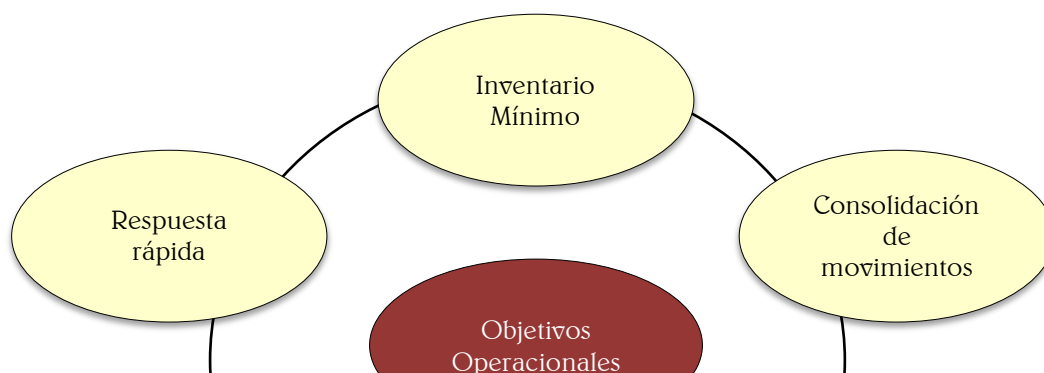 Inventario
Mínimo
Respuesta
rápida
Consolidación
de
movimientos
Objetivos
Operacionales